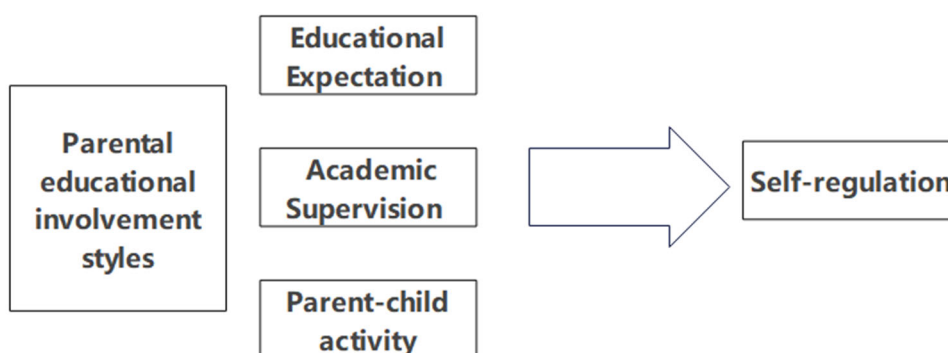 Parental
educational
involvement
styles
Educational
Expectation
Academic
Supervision
Parent-child
activity
Self-regulation